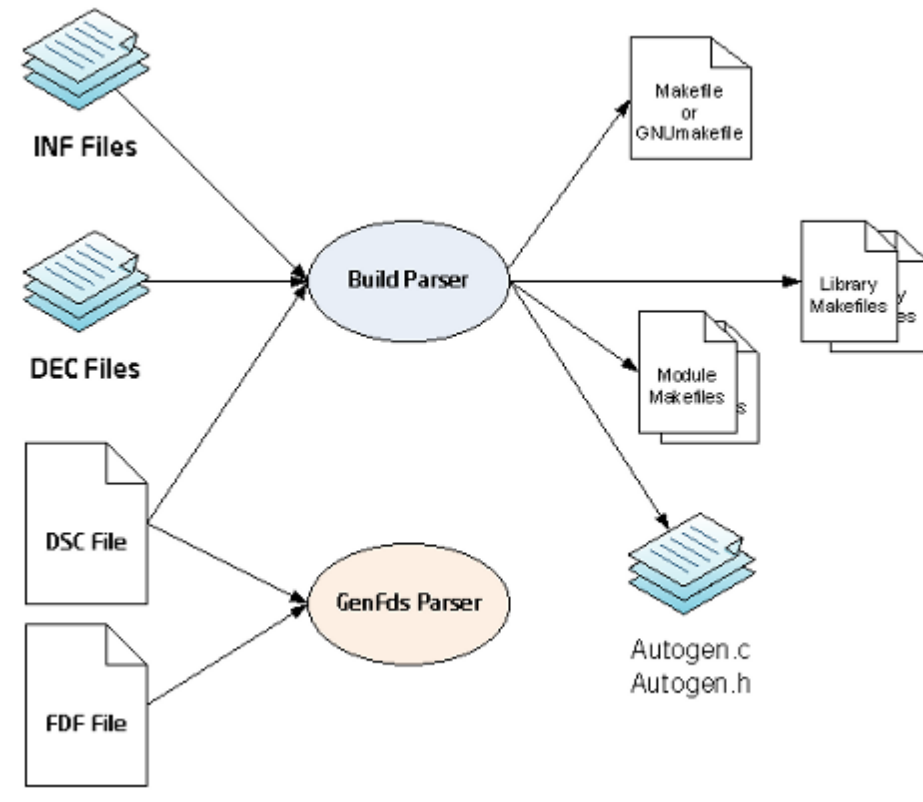 INF Files
DEC Files
DSC File
FDF File
Build Parser
GenFds Parser
Makefile
or
GNUmakefile
Library
Makefiles
Module
Makefiles
Autogen.c
Autogen.h